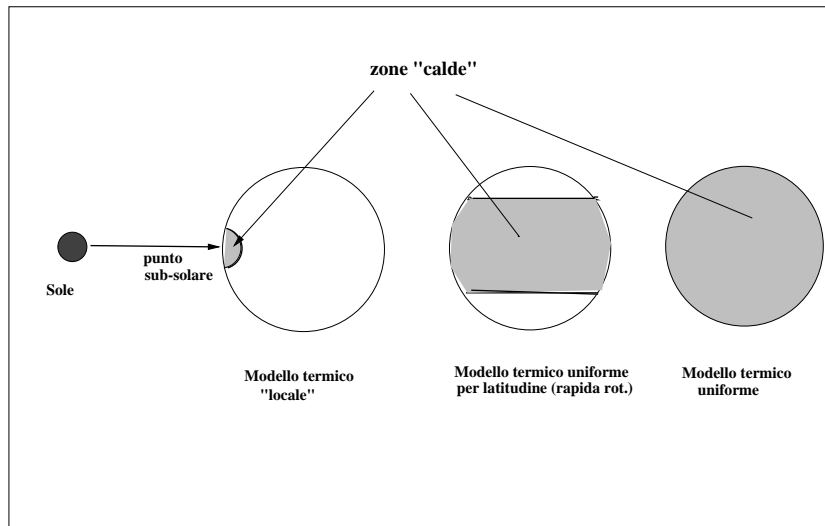 zone "calde"
punto
sub-solare
Sole
Modello termico
"locale"
Modello termico uniforme
per latitudine (rapida rot.)
Modello termico
uniforme